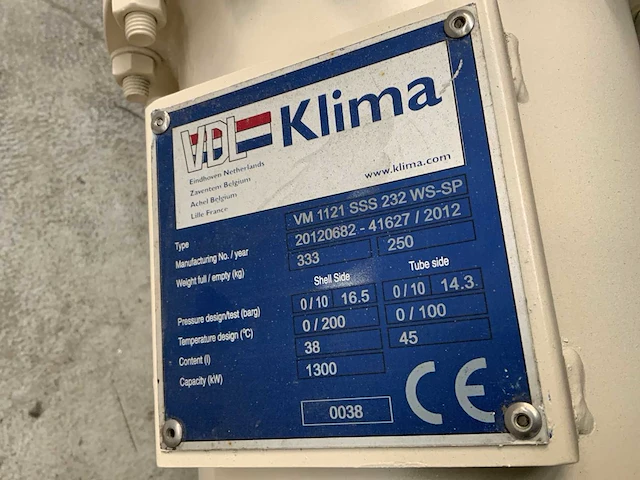 VDL Klima
Eindhoven Netherlands
Zaventem Belgium
Achel Belgium
Lille France
www.klima.com
Type VM 1121 SSS 232 WS-SP
Manufacturing No. / year 20120682 - 41627 / 2012
Weight full / empty (kg) 333 250
Shell Side Tube side
Pressure design/test (barg) 0/10 16.5 0/10 14.3
Temperature design (°C) 0 / 200 0 / 100
Content (l) 38 45
Capacity (kW) 1300
0038 CE